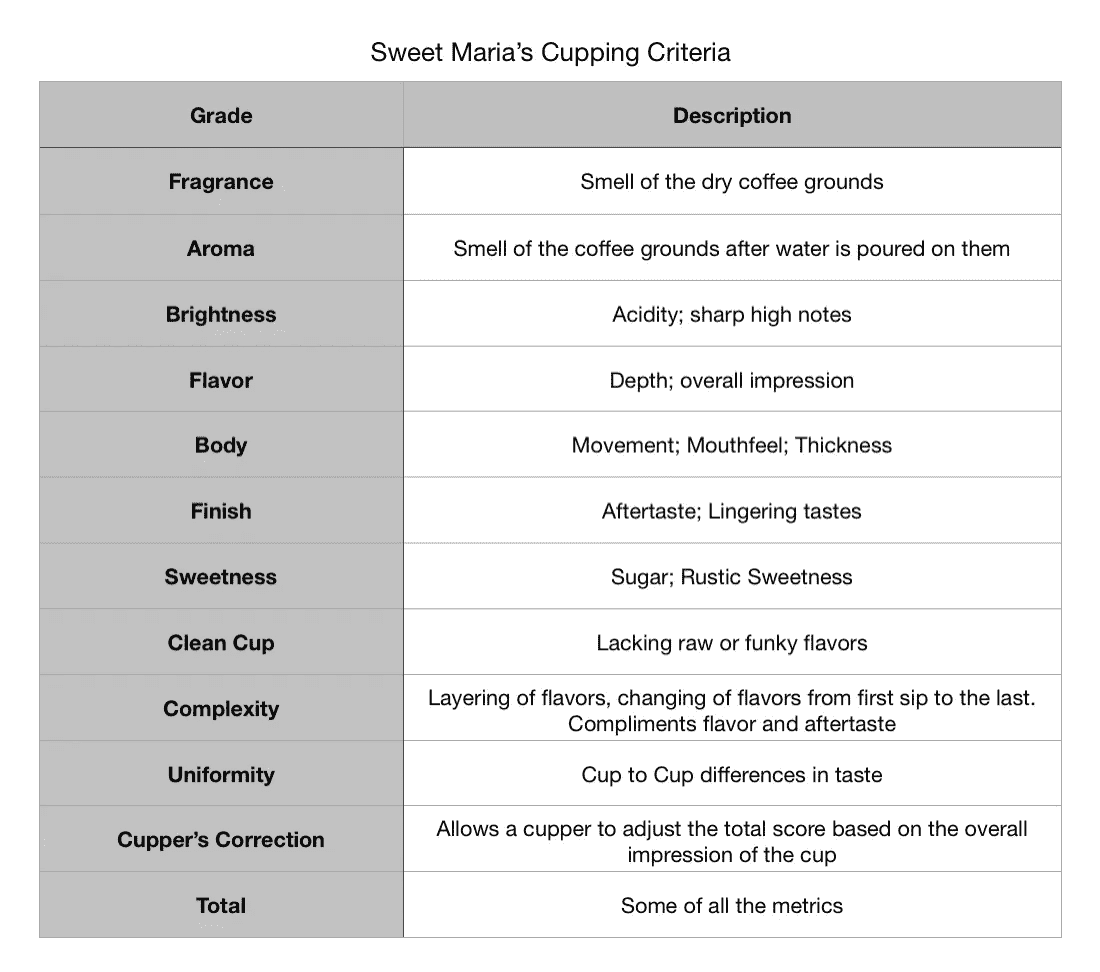 Sweet Maria’s Cupping Criteria
Grade Description
Fragrance Smell of the dry coffee grounds
Aroma Smell of the coffee grounds after water is poured on them
Brightness Acidity; sharp high notes
Flavor Depth; overall impression
Body Movement; Mouthfeel; Thickness
Finish Aftertaste; Lingering tastes
Sweetness Sugar; Rustic Sweetness
Clean Cup Lacking raw or funky flavors
Complexity Layering of flavors, changing of flavors from first sip to the last.
Compliments flavor and aftertaste
Uniformity Cup to Cup differences in taste
Cupper’s Correction Allows a cupper to adjust the total score based on the overall
impression of the cup
Total Some of all the metrics